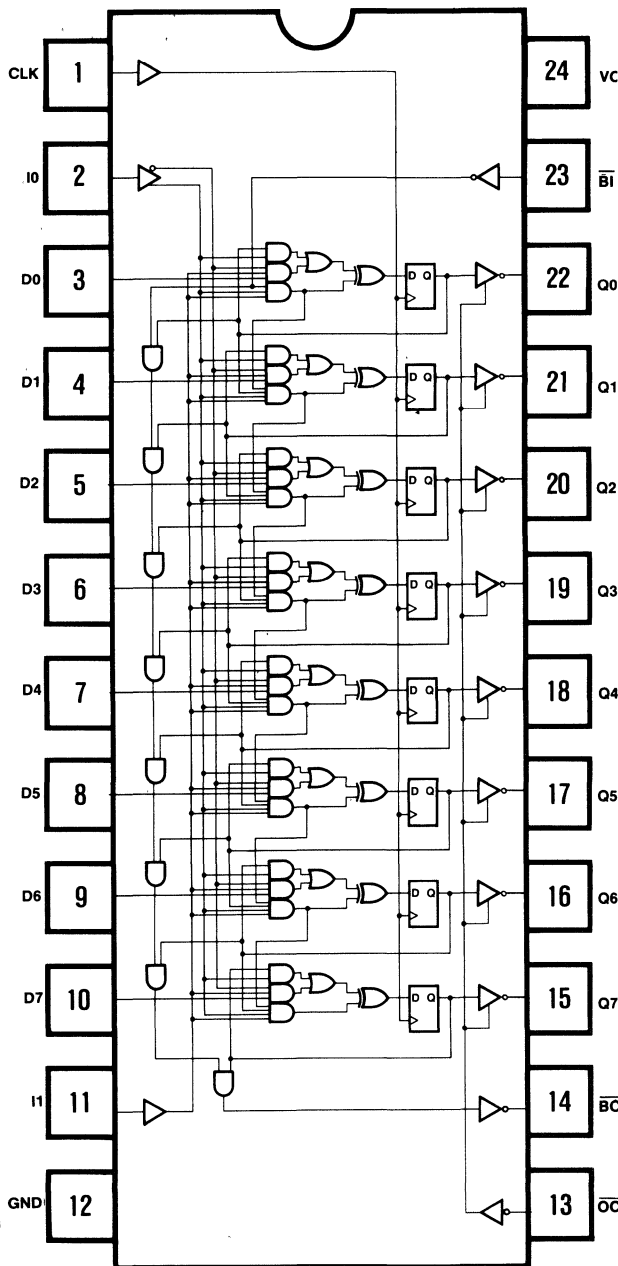 CLK 1
24 VC
I0 2
23 BI
D0 3
D Q
22 Q0
D1 4
D Q
21 Q1
D2 5
D Q
20 Q2
D3 6
D Q
19 Q3
D4 7
D Q
18 Q4
D5 8
D Q
17 Q5
D6 9
D Q
16 Q6
D7 10
D Q
15 Q7
I1 11
14 BO
GND 12
13 OC